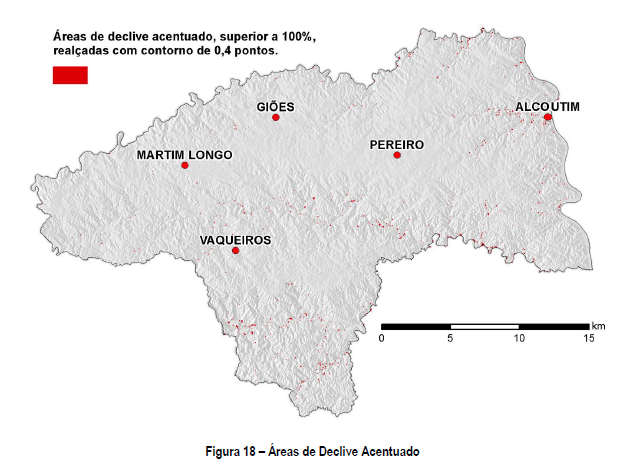 Áreas de declive acentuado, superior a 100%,
realçadas com contorno de 0,4 pontos.
GIÕES
ALCOUTIM
PEREIRO
MARTIM LONGO
VAQUEIROS
km
0 5 10 15
Figura 18 – Áreas de Declive Acentuado